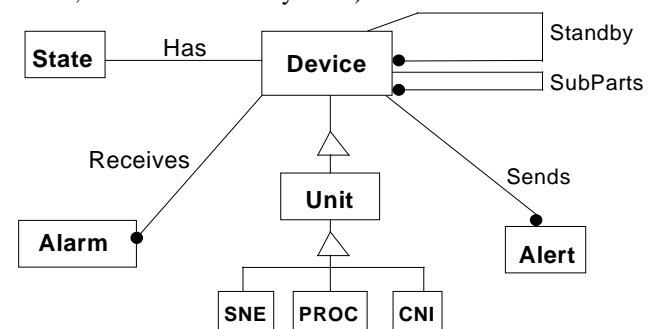 Standby
Has
State
Device
SubParts
Receives
Sends
Unit
Alarm
Alert
SNE
PROC
CNI